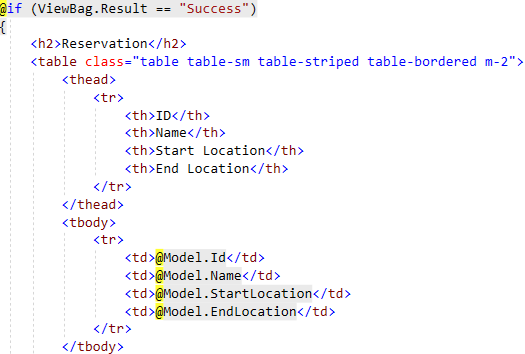 @if (ViewBag.Result == "Success")
{
    <h2>Reservation</h2>
    <table class="table table-sm table-striped table-bordered m-2">
        <thead>
            <tr>
                <th>ID</th>
                <th>Name</th>
                <th>Start Location</th>
                <th>End Location</th>
            </tr>
        </thead>
        <tbody>
            <tr>
                <td>@Model.Id</td>
                <td>@Model.Name</td>
                <td>@Model.StartLocation</td>
                <td>@Model.EndLocation</td>
            </tr>
        </tbody>